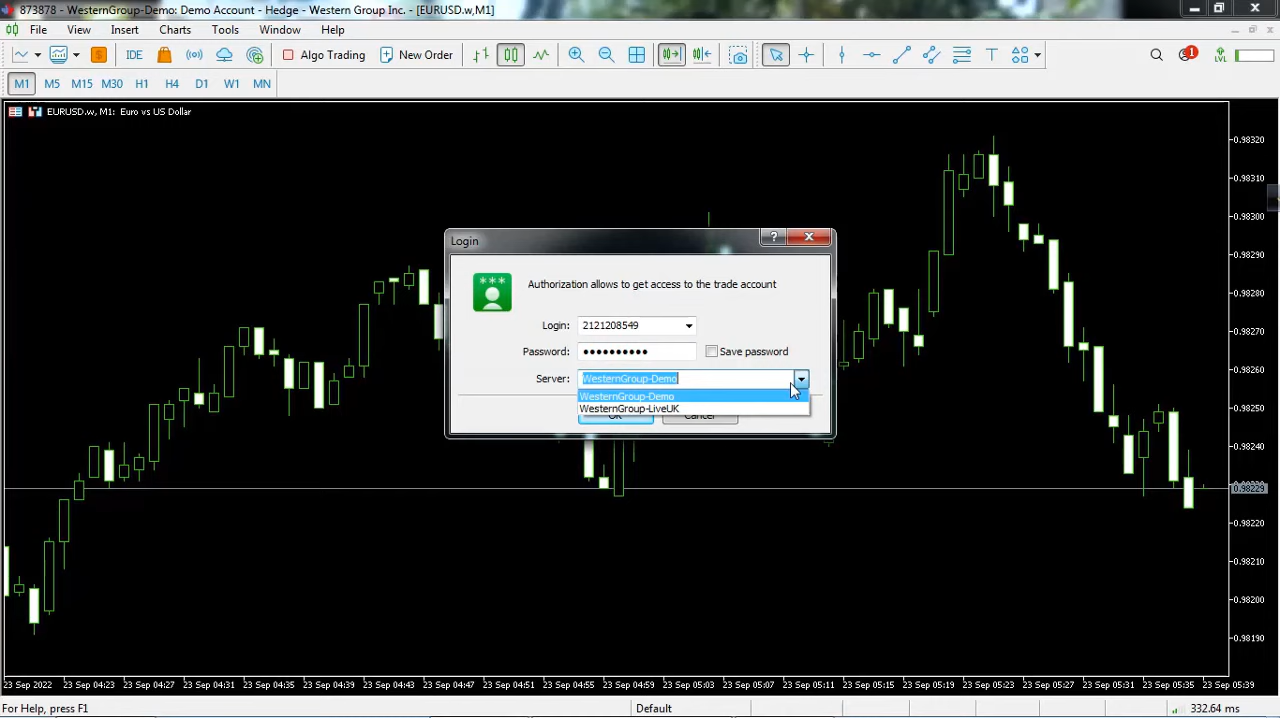 873878 - WesternGroup-Demo: Demo Account - Hedge - Western Group Inc. - [EURUSD.w,M1]
File View Insert Charts Tools Window Help
IDE Algo Trading New Order 1 LVL
M1 M5 M15 M30 H1 H4 D1 W1 MN
EURUSD.w, M1: Euro vs US Dollar
0.98320
0.98310
0.98300
0.98290
0.98280
0.98270
0.98260
0.98250
0.98240
0.98229
0.98220
0.98210
0.98200
0.98190
Login
Authorization allows to get access to the trade account
Login: 2121208549
Password: •••••••••• Save password
Server: WesternGroup-Demo
WesternGroup-Demo
WesternGroup-LiveUK
OK Cancel
23 Sep 2022 23 Sep 04:23 23 Sep 04:27 23 Sep 04:31 23 Sep 04:35 23 Sep 04:43 23 Sep 04:47 23 Sep 04:51 23 Sep 04:55 23 Sep 04:59 23 Sep 05:03 23 Sep 05:07 23 Sep 05:11 23 Sep 05:15 23 Sep 05:19 23 Sep 05:23 23 Sep 05:27 23 Sep 05:31 23 Sep 05:35 23 Sep 05:39
For Help, press F1 Default 332.64 ms